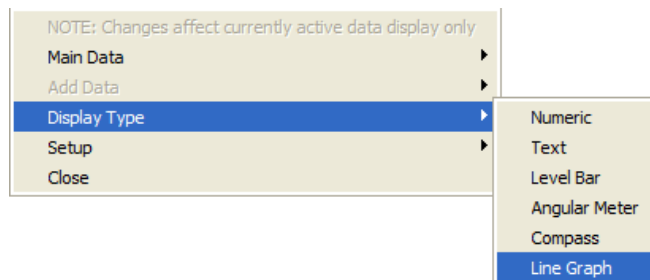 NOTE: Changes affect currently active data display only
Main Data
Add Data
Display Type
Setup
Close
Numeric
Text
Level Bar
Angular Meter
Compass
Line Graph